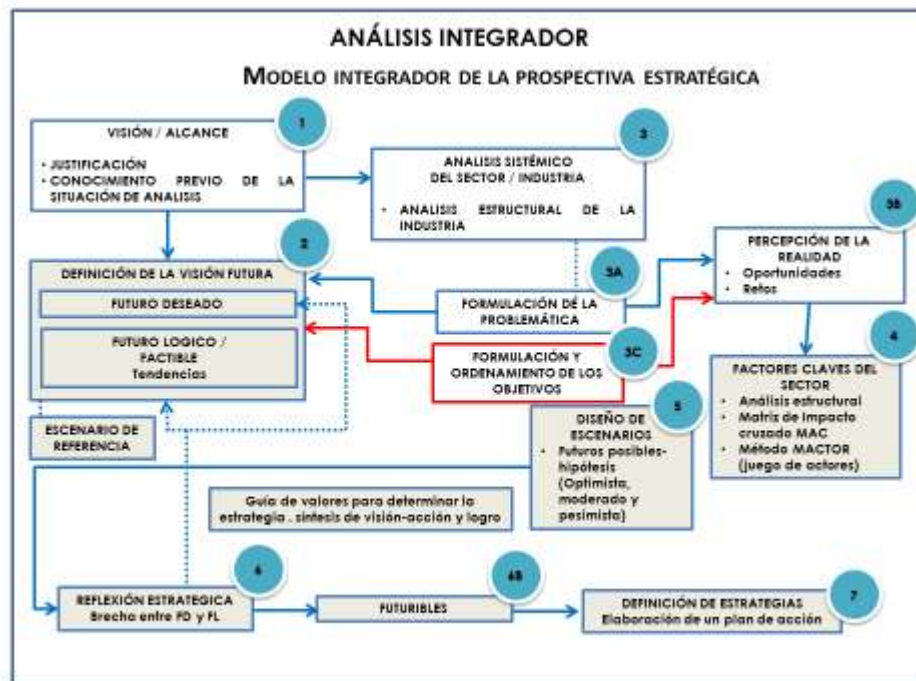 ANÁLISIS INTEGRADOR
MODELO INTEGRADOR DE LA PROSPECTIVA ESTRATÉGICA
1
VISIÓN / ALCANCE
• JUSTIFICACIÓN
• CONOCIMIENTO PREVIO DE LA
SITUACIÓN DE ANALISIS
3
ANALISIS SISTÉMICO
DEL SECTOR / INDUSTRIA
• ANALISIS ESTRUCTURAL DE LA
INDUSTRIA
2
DEFINICIÓN DE LA VISIÓN FUTURA
FUTURO DESEADO
FUTURO LOGICO /
FACTIBLE
Tendencias
ESCENARIO DE
REFERENCIA
3A
FORMULACIÓN DE LA
PROBLEMÁTICA
3B
PERCEPCIÓN DE LA
REALIDAD
• Oportunidades
• Retos
3C
FORMULACIÓN Y
ORDENAMIENTO DE LOS
OBJETIVOS
4
FACTORES CLAVES DEL
SECTOR
• Análisis estructural
• Matriz de impacto
cruzado MAC
• Método MACTOR
(juego de actores)
5
DISEÑO DE
ESCENARIOS
• Futuros posibles-
hipótesis
(Optimista,
moderado y
pesimista)
Guía de valores para determinar la
estrategia . síntesis de visión-acción y logro
6
REFLEXIÓN ESTRATEGICA
Brecha entre FD y FL
6B
FUTURIBLES
7
DEFINICIÓN DE ESTRATEGIAS
Elaboración de un plan de acción